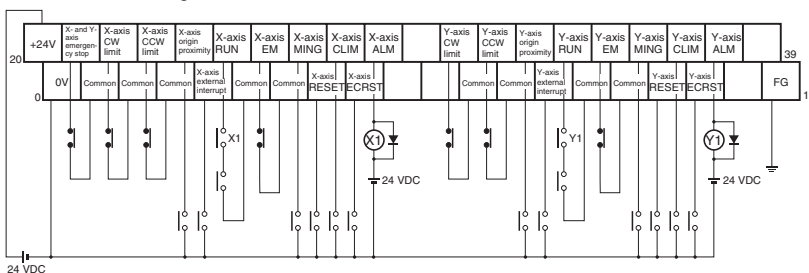 +24V
X- and Y-
axis
emergen-
cy stop
X-axis
CW
limit
X-axis
CCW
limit
X-axis
origin
proximity
X-axis
RUN
X-axis
EM
X-axis
MING
X-axis
CLIM
X-axis
ALM
Y-axis
CW
limit
Y-axis
CCW
limit
Y-axis
origin
proximity
Y-axis
RUN
Y-axis
EM
Y-axis
MING
Y-axis
CLIM
Y-axis
ALM
20
39
0V
Common
Common
Common
X-axis
external
interrupt
Common
Common
X-axis
RESET
X-axis
ECRST
Common
Common
Y-axis
external
interrupt
Common
Common
Y-axis
RESET
Y-axis
ECRST
FG
0
1
X1
X1
Y1
Y1
24 VDC
24 VDC
24 VDC